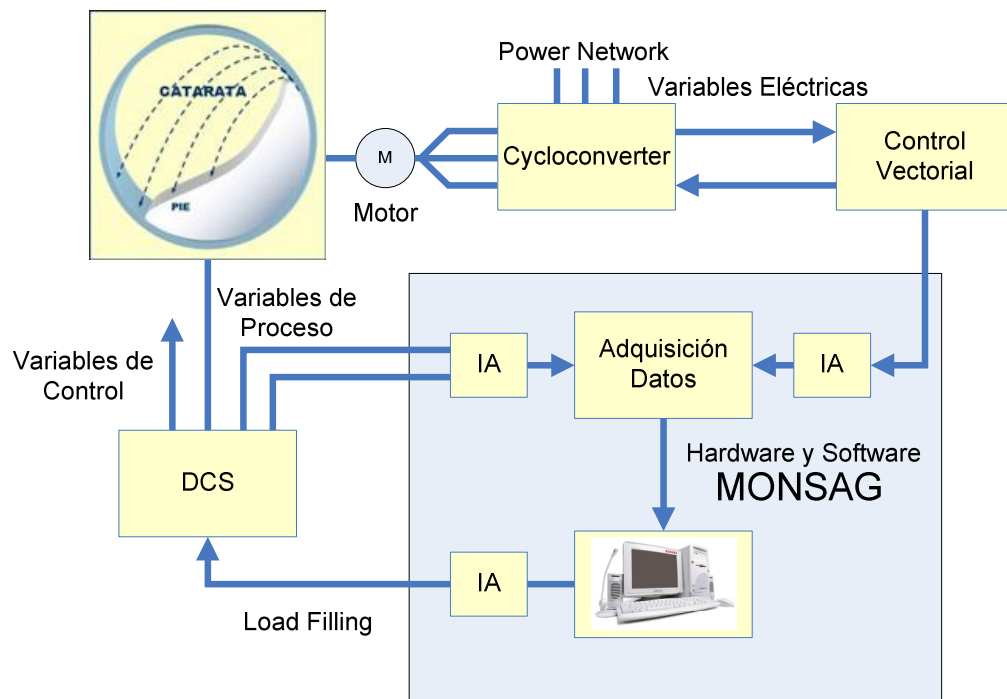 Power Network
Variables Eléctricas
CATARATA
PIE
M
Motor
Cycloconverter
Control
Vectorial
Variables de
Proceso
Variables de
Control
IA
Adquisición
Datos
IA
DCS
Hardware y Software
MONSAG
IA
Load Filling